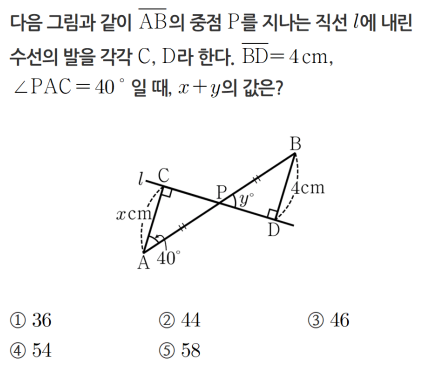 다음 그림과 같이 AB의 중점 P를 지나는 직선 l에 내린
수선의 발을 각각 C, D라 한다. BD=4cm,
∠PAC=40°일 때, x+y의 값은?
B
l C
P
y°
4cm
xcm
D
A 40°
① 36 ② 44 ③ 46
④ 54 ⑤ 58